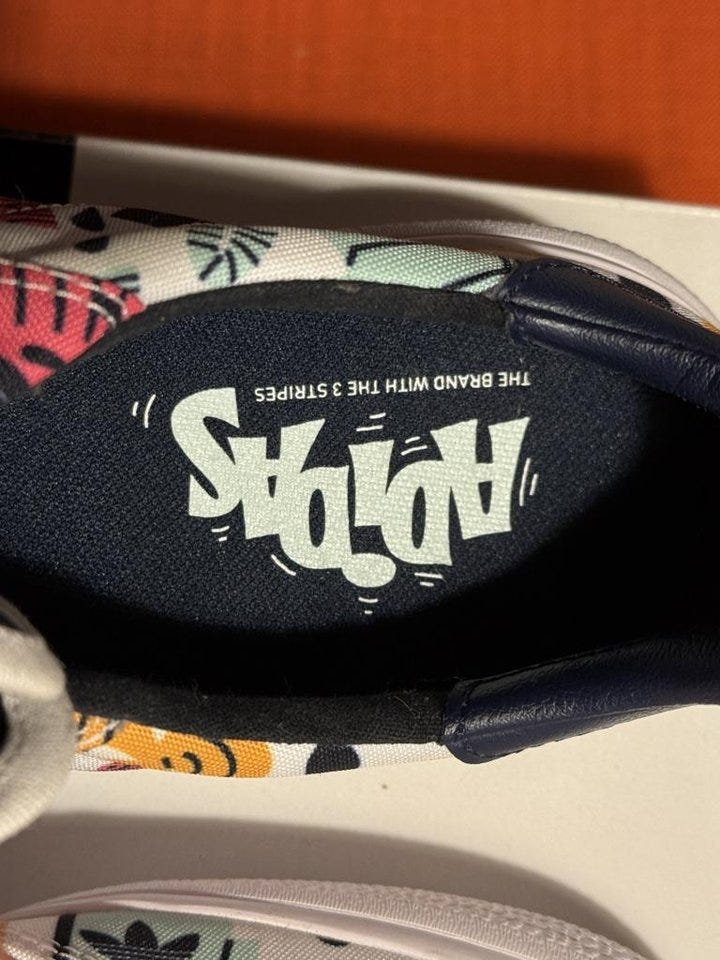 ADIDAS
THE BRAND WITH THE 3 STRIPES